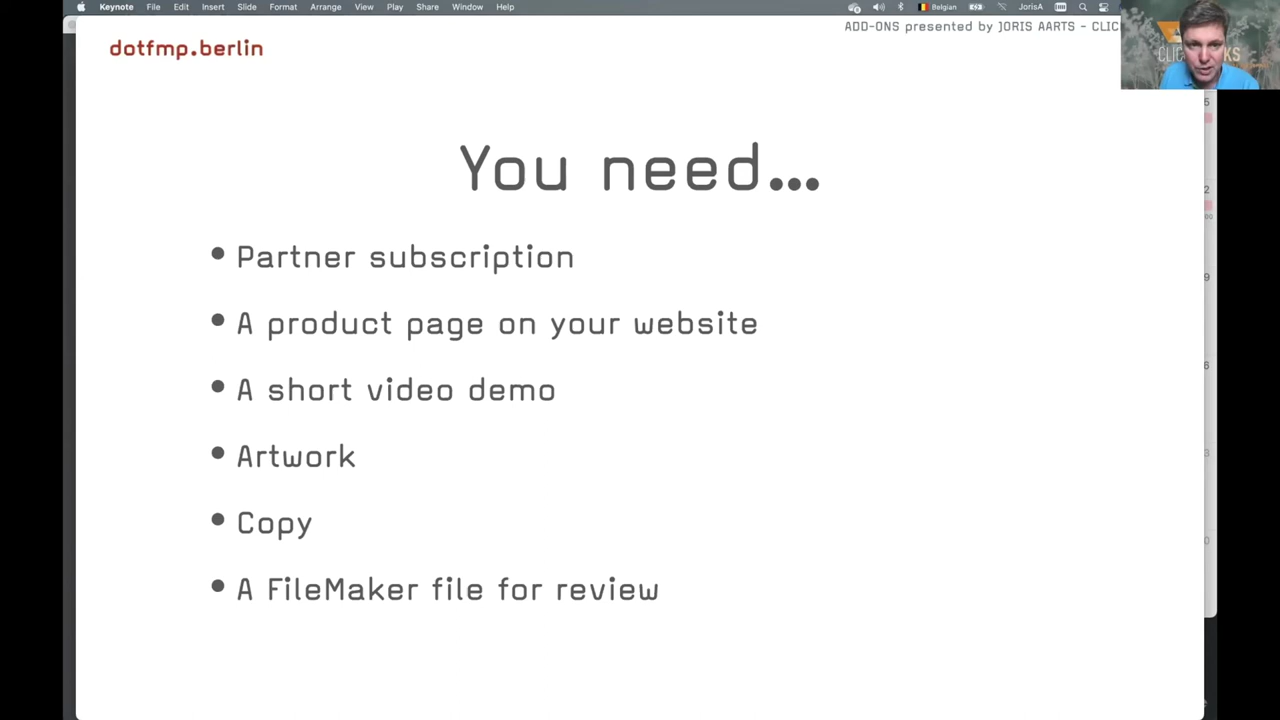 Keynote File Edit Insert Slide Format Arrange View Play Share Window Help Belgian JorisA
ADD-ONS presented by JORIS AARTS - CLIC
dotfmp.berlin
You need...
• Partner subscription
• A product page on your website
• A short video demo
• Artwork
• Copy
• A FileMaker file for review